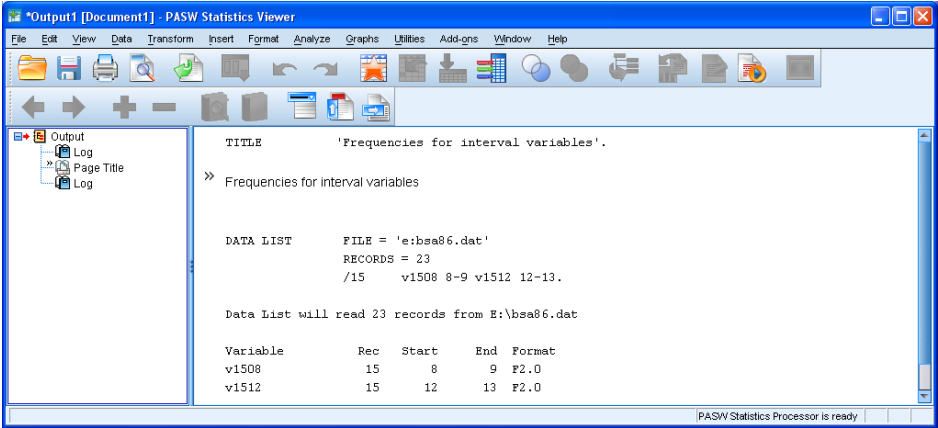 *Output1 [Document1] - PASW Statistics Viewer
File Edit View Data Transform Insert Format Analyze Graphs Utilities Add-ons Window Help
Output
Log
Page Title
Log
TITLE 'Frequencies for interval variables'.
Frequencies for interval variables
DATA LIST FILE = 'e:bsa86.dat'
RECORDS = 23
/15 v1508 8-9 v1512 12-13.
Data List will read 23 records from E:\bsa86.dat
Variable Rec Start End Format
v1508 15 8 9 F2.0
v1512 15 12 13 F2.0
PASW Statistics Processor is ready